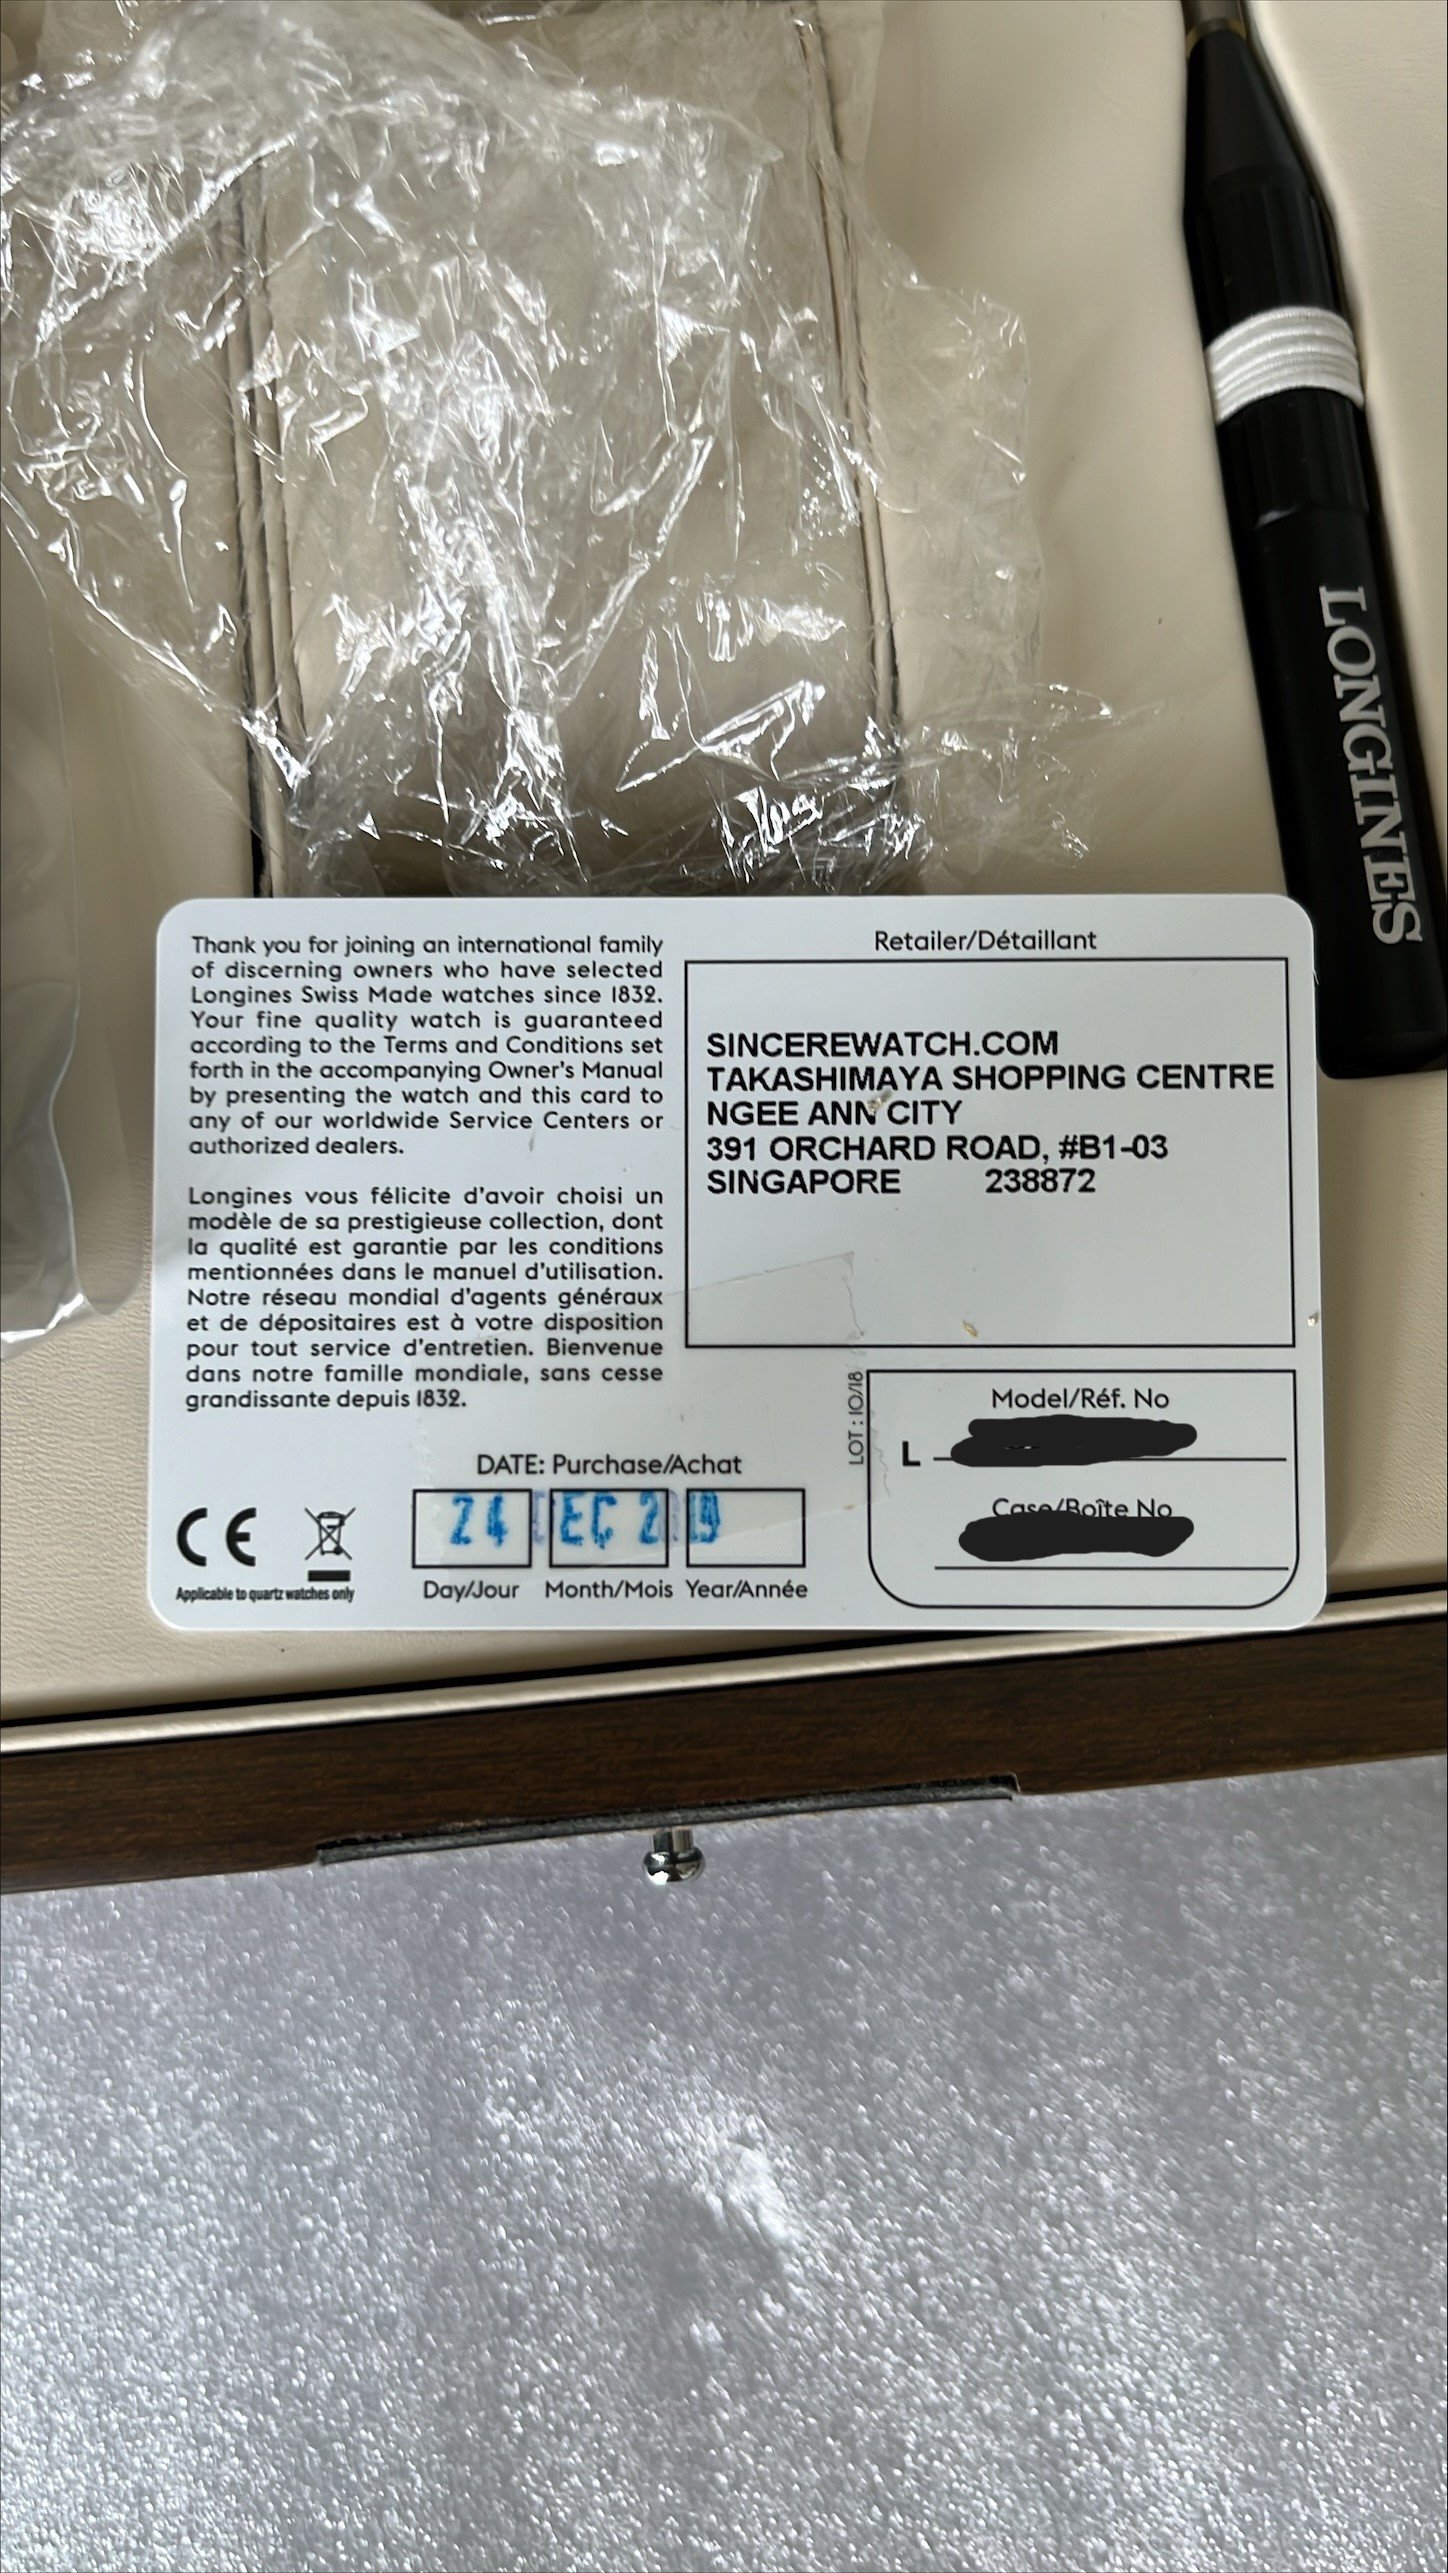 LONGINES
Thank you for joining an international family
of discerning owners who have selected
Longines Swiss Made watches since 1832.
Your fine quality watch is guaranteed
according to the Terms and Conditions set
forth in the accompanying Owner's Manual
by presenting the watch and this card to
any of our worldwide Service Centers or
authorized dealers.
Longines vous félicite d'avoir choisi un
modèle de sa prestigieuse collection, dont
la qualité est garantie par les conditions
mentionnées dans le manuel d'utilisation.
Notre réseau mondial d'agents généraux
et de dépositaires est à votre disposition
pour tout service d'entretien. Bienvenue
dans notre famille mondiale, sans cesse
grandissante depuis 1832.
Retailer/Détaillant
SINCEREWATCH.COM
TAKASHIMAYA SHOPPING CENTRE
NGEE ANN CITY
391 ORCHARD ROAD, #B1-03
SINGAPORE 238872
LOT : 10/18
Model/Réf. No
L
Case/Boîte No
DATE: Purchase/Achat
24
Day/Jour Month/Mois Year/Année
CE
Applicable to quartz watches only